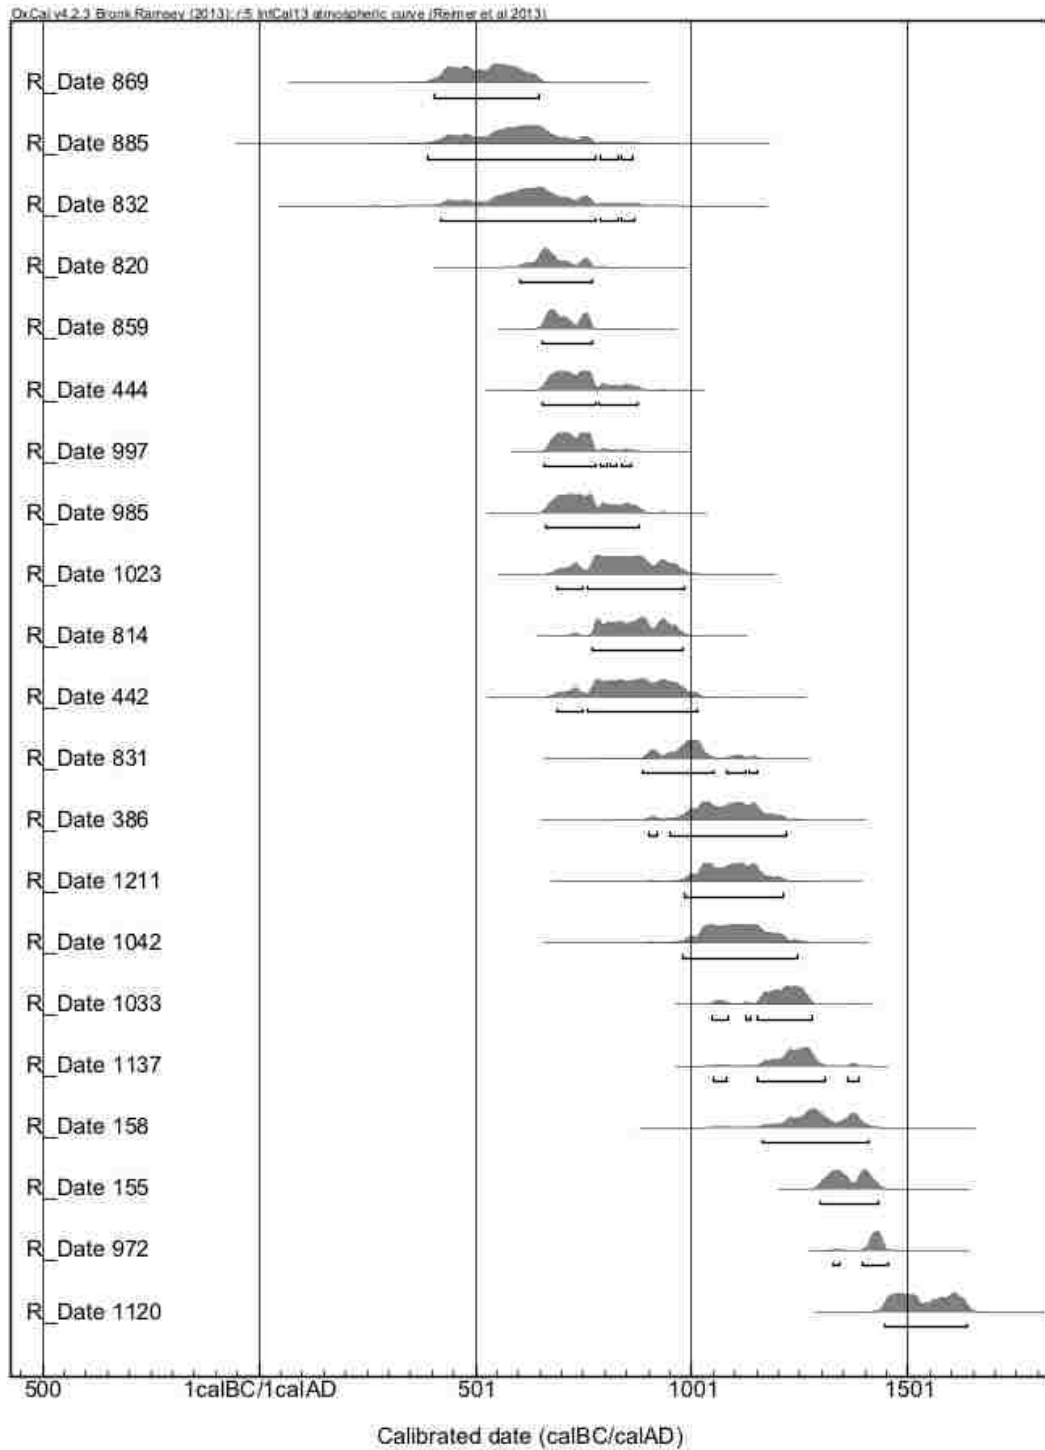 OxCal v4.2.3 Bronk Ramsey (2013); r:5 IntCal13 atmospheric curve (Reimer et al 2013)
R_Date 869
R_Date 885
R_Date 832
R_Date 820
R_Date 859
R_Date 444
R_Date 997
R_Date 985
R_Date 1023
R_Date 814
R_Date 442
R_Date 831
R_Date 386
R_Date 1211
R_Date 1042
R_Date 1033
R_Date 1137
R_Date 158
R_Date 155
R_Date 972
R_Date 1120
500 1calBC/1calAD 501 1001 1501
Calibrated date (calBC/calAD)